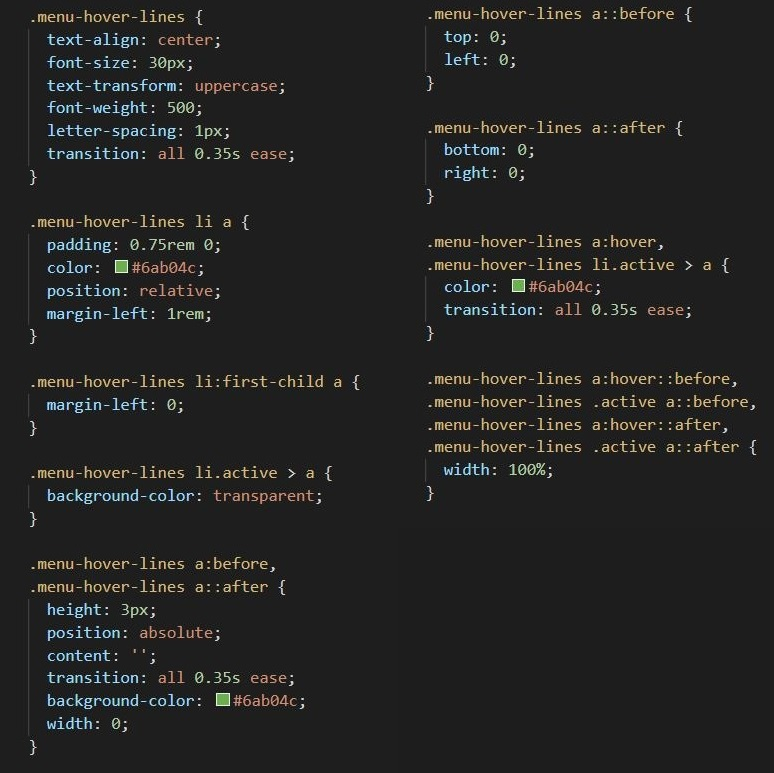 .menu-hover-lines {
  text-align: center;
  font-size: 30px;
  text-transform: uppercase;
  font-weight: 500;
  letter-spacing: 1px;
  transition: all 0.35s ease;
}

.menu-hover-lines li a {
  padding: 0.75rem 0;
  color: #6ab04c;
  position: relative;
  margin-left: 1rem;
}

.menu-hover-lines li:first-child a {
  margin-left: 0;
}

.menu-hover-lines li.active > a {
  background-color: transparent;
}

.menu-hover-lines a:before,
.menu-hover-lines a::after {
  height: 3px;
  position: absolute;
  content: '';
  transition: all 0.35s ease;
  background-color: #6ab04c;
  width: 0;
}

.menu-hover-lines a::before {
  top: 0;
  left: 0;
}

.menu-hover-lines a::after {
  bottom: 0;
  right: 0;
}

.menu-hover-lines a:hover,
.menu-hover-lines li.active > a {
  color: #6ab04c;
  transition: all 0.35s ease;
}

.menu-hover-lines a:hover::before,
.menu-hover-lines .active a::before,
.menu-hover-lines a:hover::after,
.menu-hover-lines .active a::after {
  width: 100%;
}